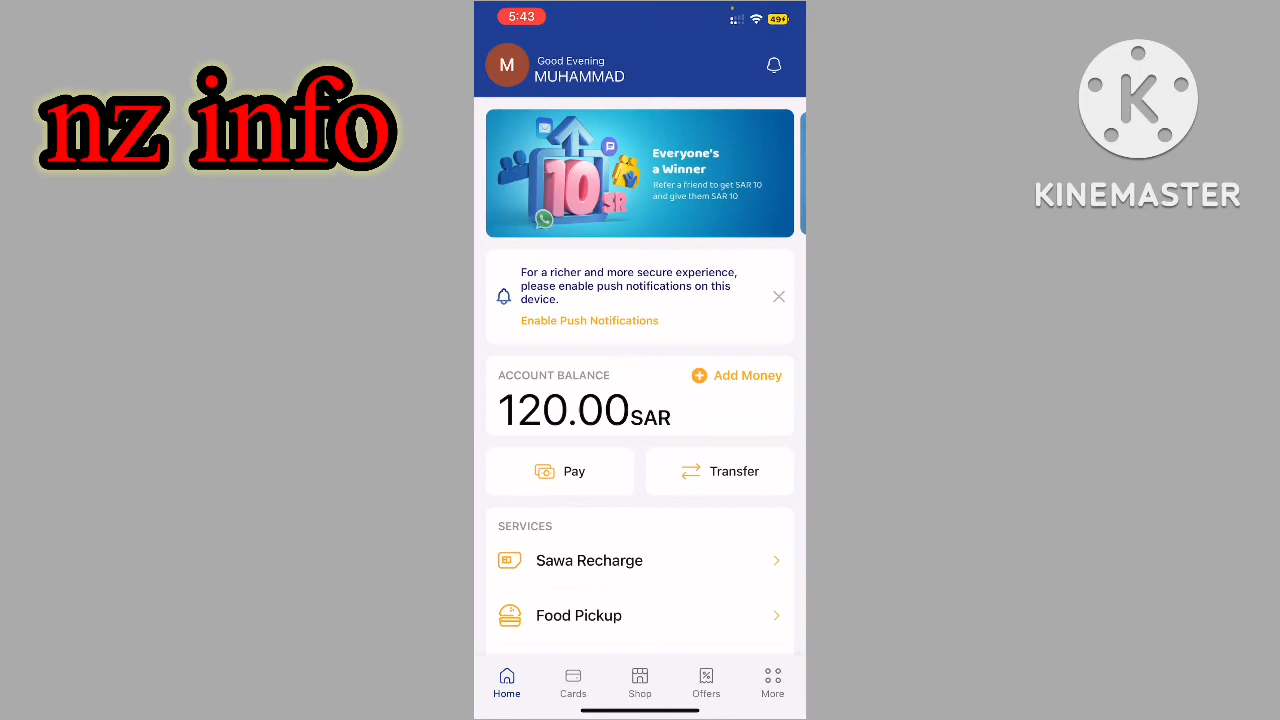 nz info
KINEMASTER
5:43
49
M
Good Evening
MUHAMMAD
10
SR
Everyone's
a Winner
Refer a friend to get SAR 10
and give them SAR 10
For a richer and more secure experience,
please enable push notifications on this
device.
Enable Push Notifications
ACCOUNT BALANCE
Add Money
120.00SAR
Pay
Transfer
SERVICES
Sawa Recharge
Food Pickup
Home
Cards
Shop
Offers
More